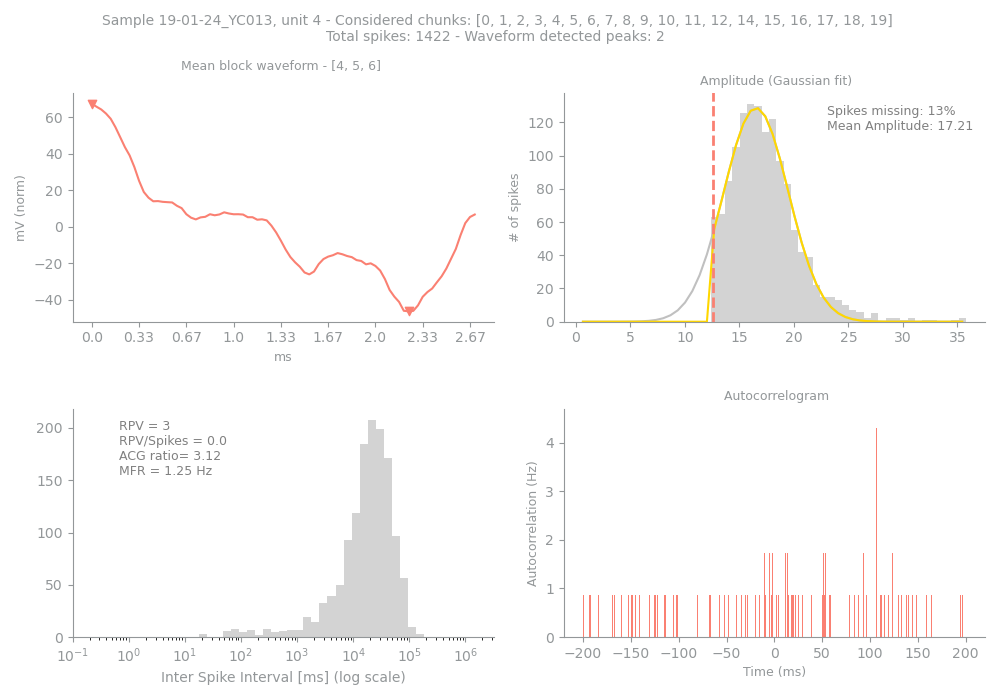 Sample 19-01-24_YC013, unit 4 - Considered chunks: [0, 1, 2, 3, 4, 5, 6, 7, 8, 9, 10, 11, 12, 14, 15, 16, 17, 18, 19]
Total spikes: 1422 - Waveform detected peaks: 2
Mean block waveform - [4, 5, 6]
60
40
20
0
−20
−40
mV (norm)
0.0 0.33 0.67 1.0 1.33 1.67 2.0 2.33 2.67
ms
Amplitude (Gaussian fit)
Spikes missing: 13%
Mean Amplitude: 17.21
120
100
80
60
40
20
0
# of spikes
0 5 10 15 20 25 30 35
RPV = 3
RPV/Spikes = 0.0
ACG ratio= 3.12
MFR = 1.25 Hz
200
150
100
50
0
10⁻¹ 10⁰ 10¹ 10² 10³ 10⁴ 10⁵ 10⁶
Inter Spike Interval [ms] (log scale)
Autocorrelogram
4
3
2
1
0
Autocorrelation (Hz)
−200 −150 −100 −50 0 50 100 150 200
Time (ms)